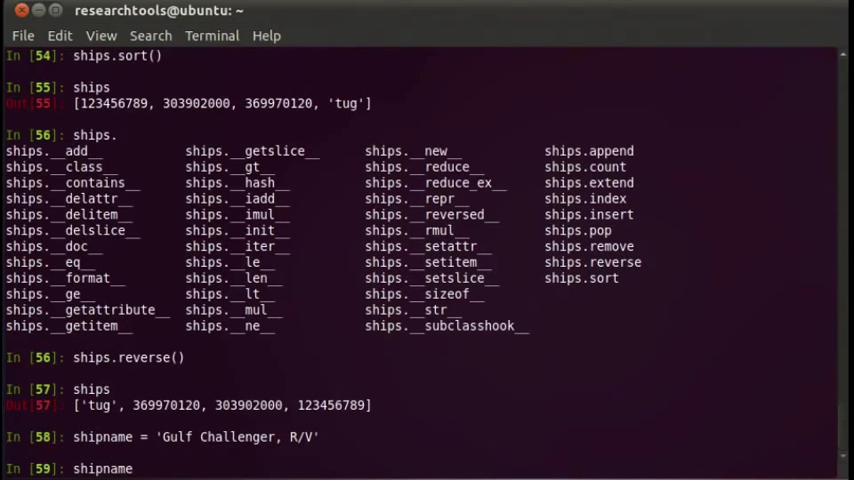 researchtools@ubuntu: ~
File Edit View Search Terminal Help
In [54]: ships.sort()
In [55]: ships
Out[55]: [123456789, 303902000, 369970120, 'tug']
In [56]: ships.
ships.__add__ ships.__getslice__ ships.__new__ ships.append
ships.__class__ ships.__gt__ ships.__reduce__ ships.count
ships.__contains__ ships.__hash__ ships.__reduce_ex__ ships.extend
ships.__delattr__ ships.__iadd__ ships.__repr__ ships.index
ships.__delitem__ ships.__imul__ ships.__reversed__ ships.insert
ships.__delslice__ ships.__init__ ships.__rmul__ ships.pop
ships.__doc__ ships.__iter__ ships.__setattr__ ships.remove
ships.__eq__ ships.__le__ ships.__setitem__ ships.reverse
ships.__format__ ships.__len__ ships.__setslice__ ships.sort
ships.__ge__ ships.__lt__ ships.__sizeof__
ships.__getattribute__ ships.__mul__ ships.__str__
ships.__getitem__ ships.__ne__ ships.__subclasshook__
In [56]: ships.reverse()
In [57]: ships
Out[57]: ['tug', 369970120, 303902000, 123456789]
In [58]: shipname = 'Gulf Challenger, R/V'
In [59]: shipname